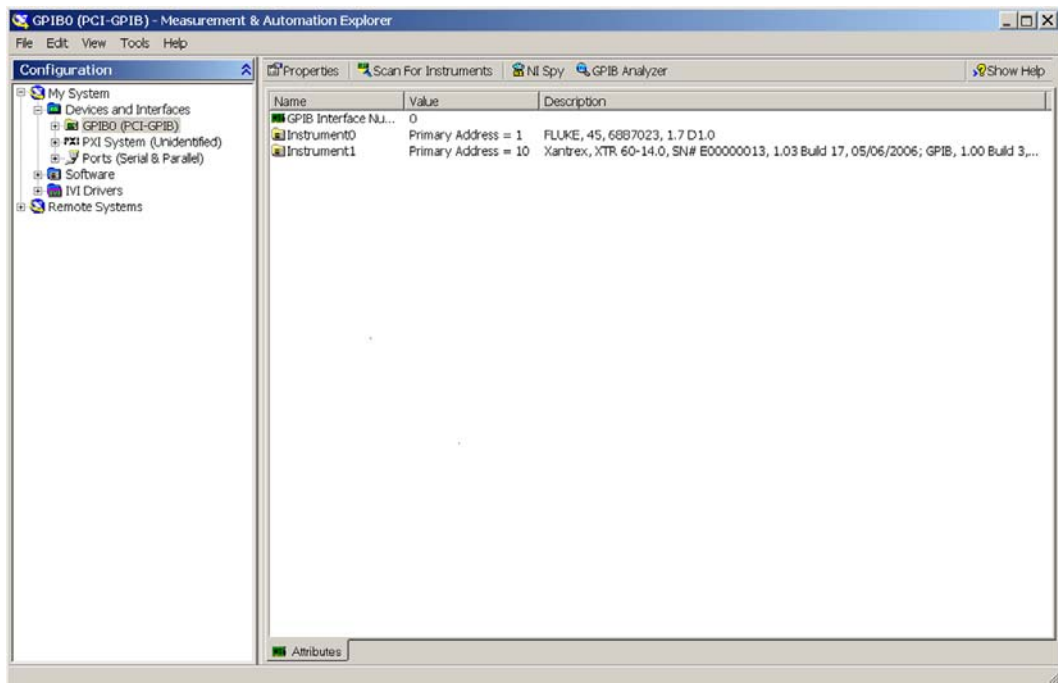 GPIB0 (PCI-GPIB) - Measurement & Automation Explorer
File Edit View Tools Help
Configuration
My System
Devices and Interfaces
GPIB0 (PCI-GPIB)
PXI PXI System (Unidentified)
Ports (Serial & Parallel)
Software
IVI Drivers
Remote Systems
Properties Scan For Instruments NI Spy GPIB Analyzer Show Help
Name Value Description
GPIB Interface Nu... 0
Instrument0 Primary Address = 1 FLUKE, 45, 6887023, 1.7 D1.0
Instrument1 Primary Address = 10 Xantrex, XTR 60-14.0, SN# E00000013, 1.03 Build 17, 05/06/2006; GPIB, 1.00 Build 3,...
Attributes